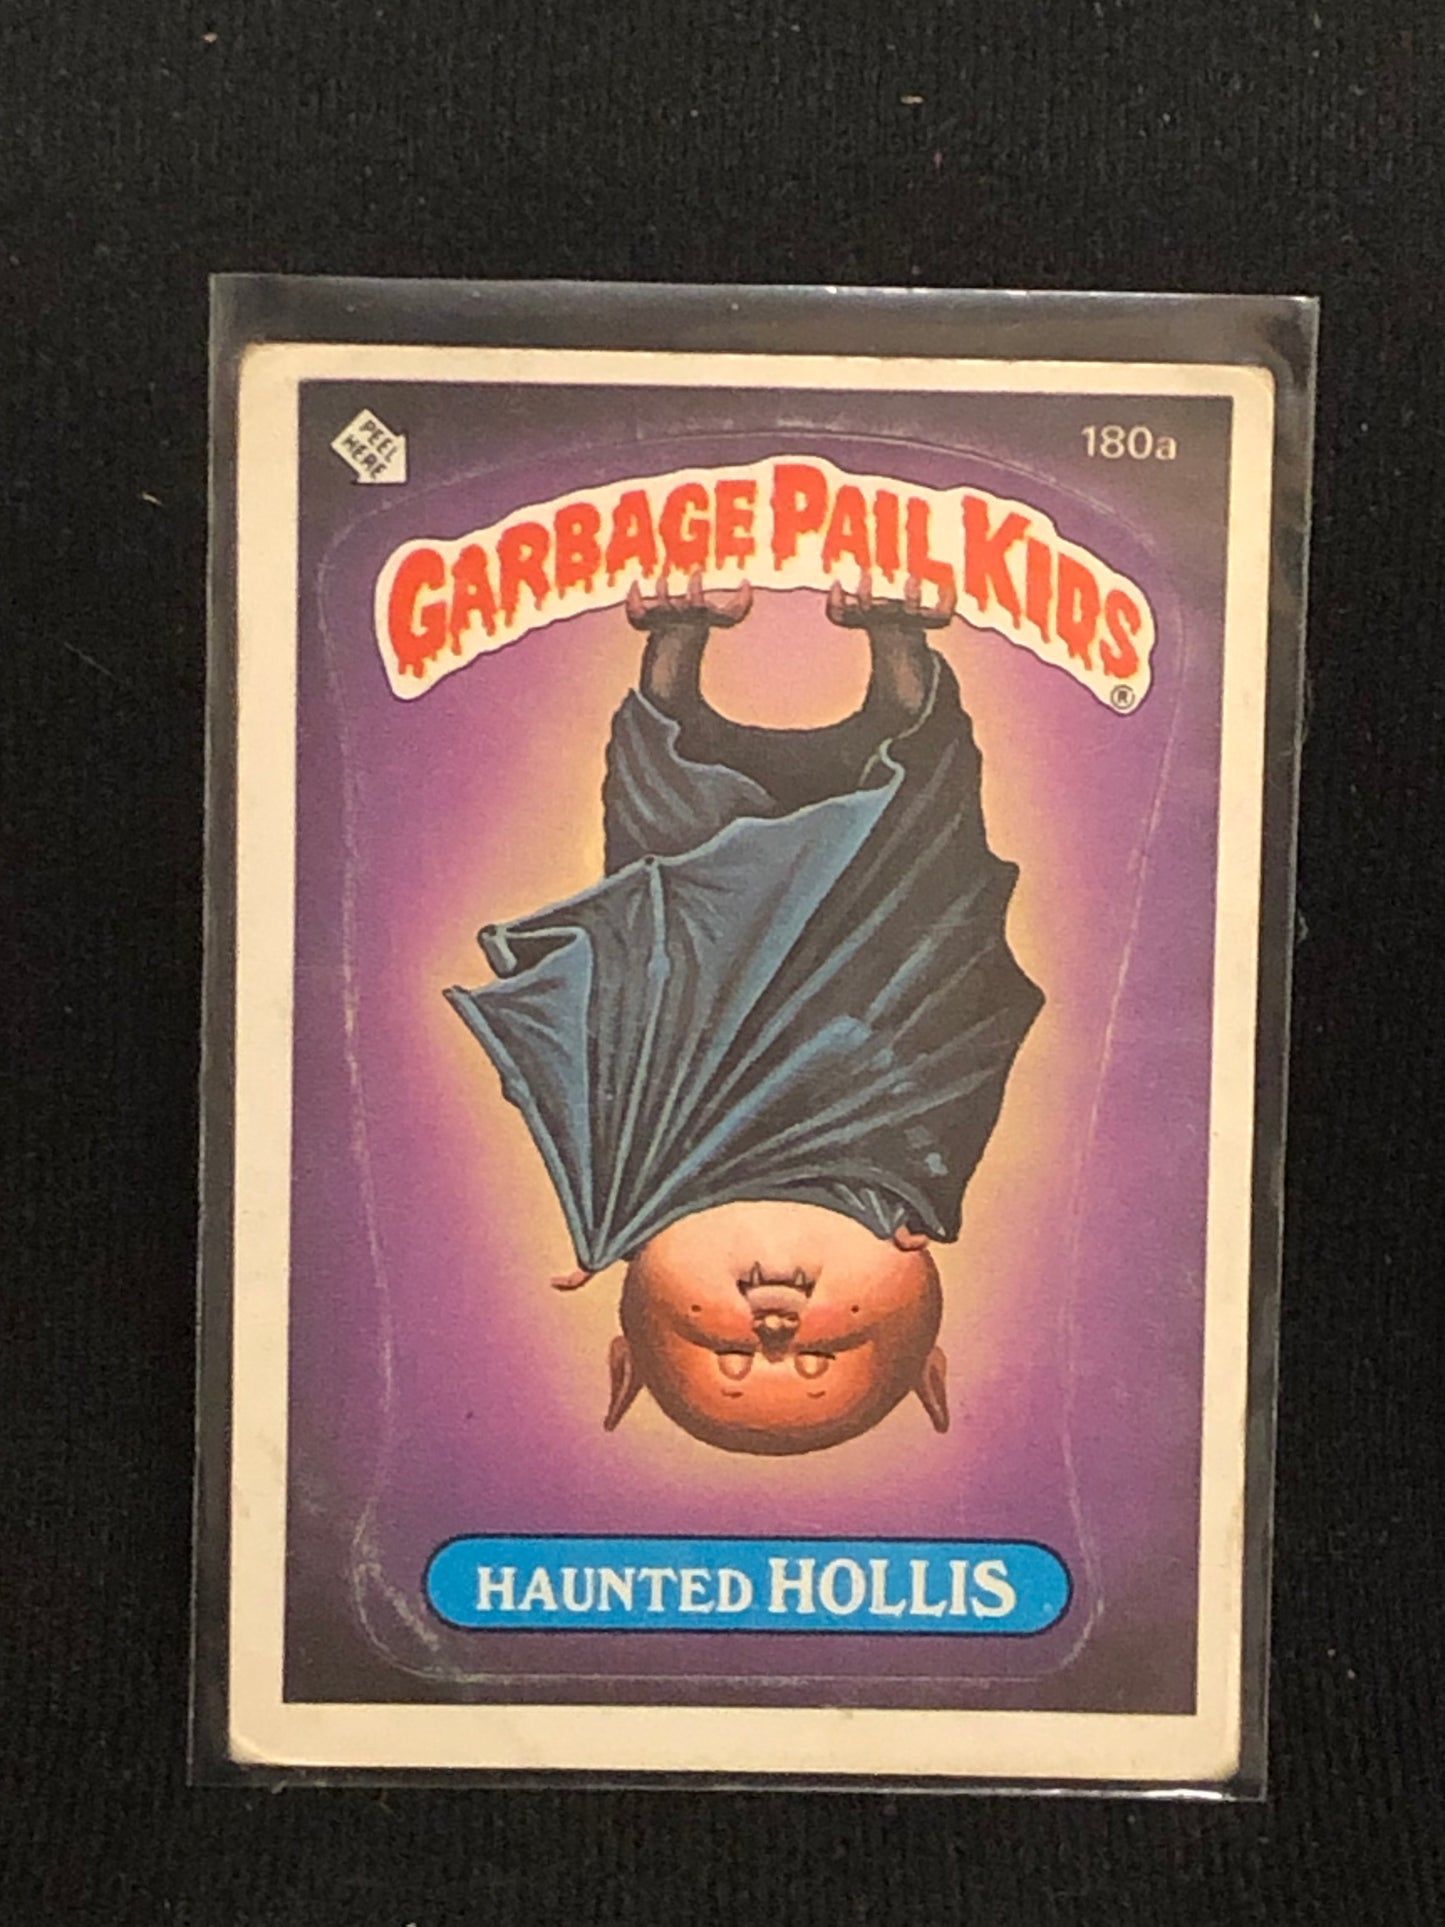 PEEL
HERE
180a
GARBAGE PAIL KIDS
®
HAUNTED HOLLIS